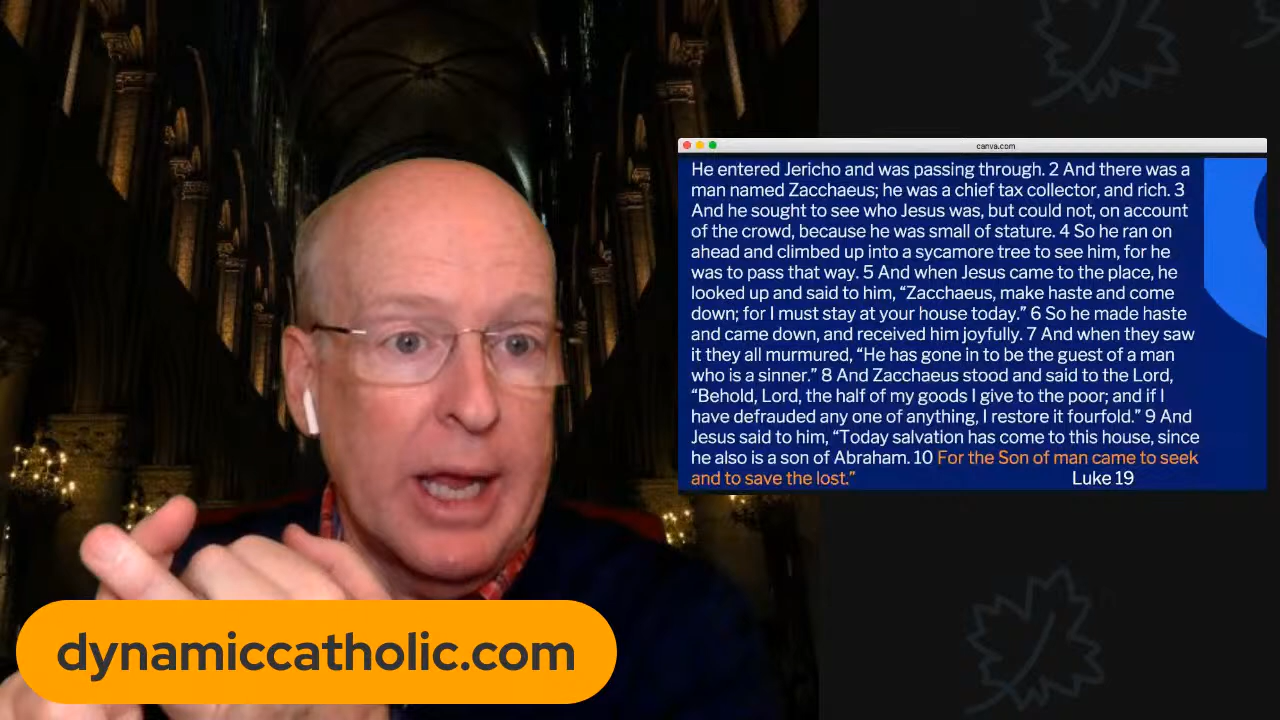 canva.com
He entered Jericho and was passing through. 2 And there was a
man named Zacchaeus; he was a chief tax collector, and rich. 3
And he sought to see who Jesus was, but could not, on account
of the crowd, because he was small of stature. 4 So he ran on
ahead and climbed up into a sycamore tree to see him, for he
was to pass that way. 5 And when Jesus came to the place, he
looked up and said to him, “Zacchaeus, make haste and come
down; for I must stay at your house today.” 6 So he made haste
and came down, and received him joyfully. 7 And when they saw
it they all murmured, “He has gone in to be the guest of a man
who is a sinner.” 8 And Zacchaeus stood and said to the Lord,
“Behold, Lord, the half of my goods I give to the poor; and if I
have defrauded any one of anything, I restore it fourfold.” 9 And
Jesus said to him, “Today salvation has come to this house, since
he also is a son of Abraham. 10 For the Son of man came to seek
and to save the lost.” Luke 19
dynamiccatholic.com